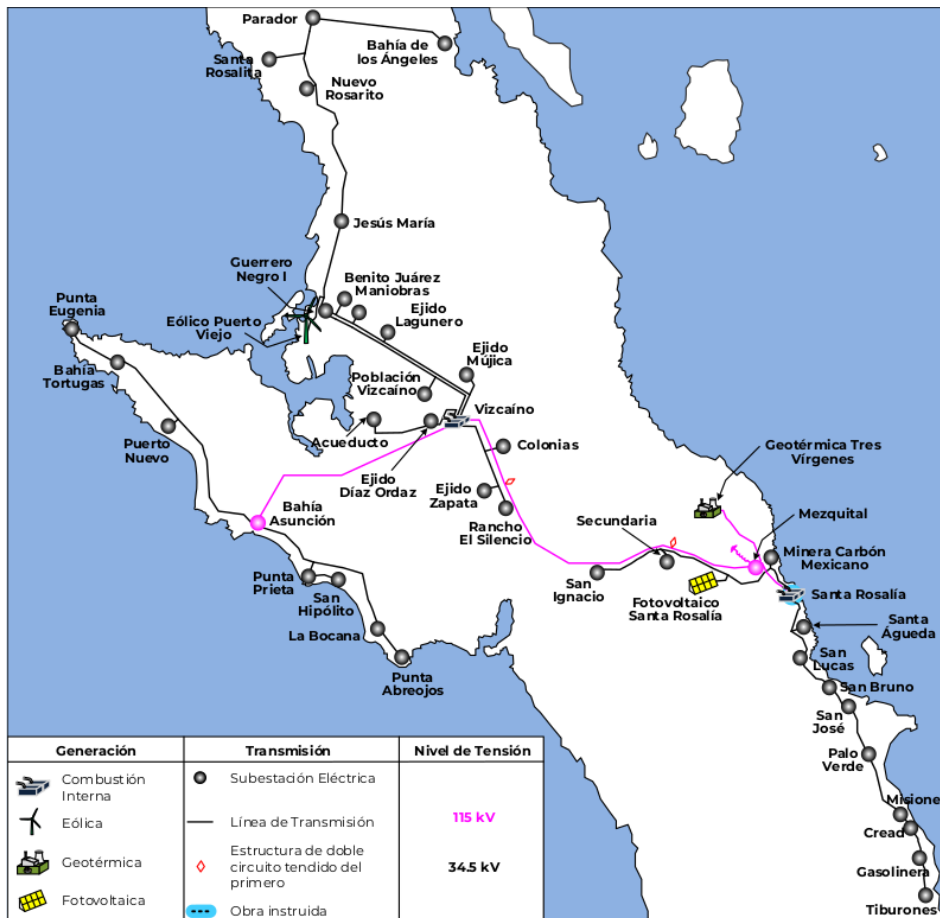 Parador
Bahía de
los Ángeles
Santa
Rosalita
Nuevo
Rosarito
Jesús María
Guerrero
Negro I
Benito Juárez
Maniobras
Punta
Eugenia
Ejido
Lagunero
Eólico Puerto
Viejo
Ejido
Mújica
Bahía
Tortugas
Población
Vizcaíno
Vizcaíno
Puerto
Nuevo
Acueducto
Colonias
Geotérmica Tres
Vírgenes
Ejido
Díaz Ordaz
Ejido
Zapata
Bahía
Asunción
Rancho
El Silencio
Secundaria
Mezquital
Minera Carbón
Mexicano
Punta
Prieta
San
Hipólito
San
Ignacio
Fotovoltaico
Santa Rosalía
Santa Rosalía
La Bocana
Santa
Águeda
Punta
Abreojos
San
Lucas
San Bruno
San
José
Palo
Verde
Misione
Cread
Gasolinera
Tiburones
Generación
Transmisión
Nivel de Tensión
Combustión
Interna
Subestación Eléctrica
Eólica
Línea de Transmisión
115 kV
Geotérmica
Estructura de doble
circuito tendido del
primero
34.5 kV
Fotovoltaica
Obra instruida